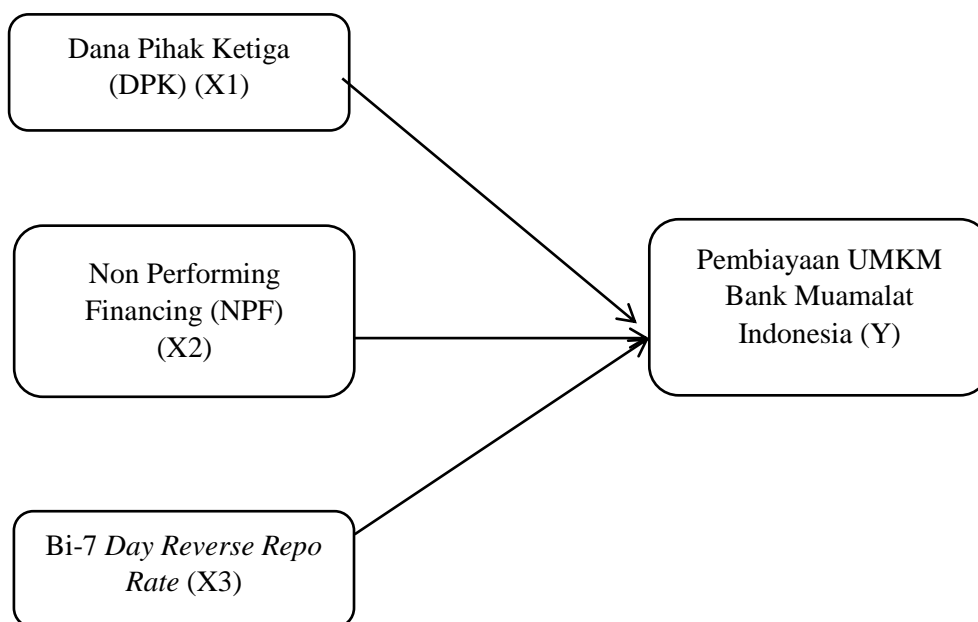 Dana Pihak Ketiga
(DPK) (X1)
Non Performing
Financing (NPF)
(X2)
Pembiayaan UMKM
Bank Muamalat
Indonesia (Y)
Bi-7 Day Reverse Repo
Rate (X3)